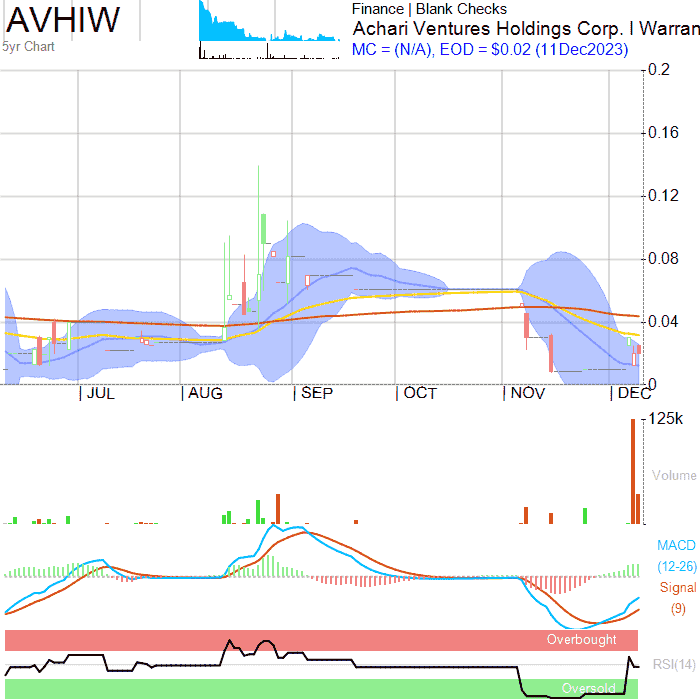 AVHIW
5yr Chart
Finance | Blank Checks
Achari Ventures Holdings Corp. I Warran
MC = (N/A), EOD = $0.02 (11Dec2023)
0.2
0.16
0.12
0.08
0.04
0
JUL AUG SEP OCT NOV DEC
125k
Volume
MACD
(12-26)
Signal
(9)
Overbought
RSI(14)
Oversold